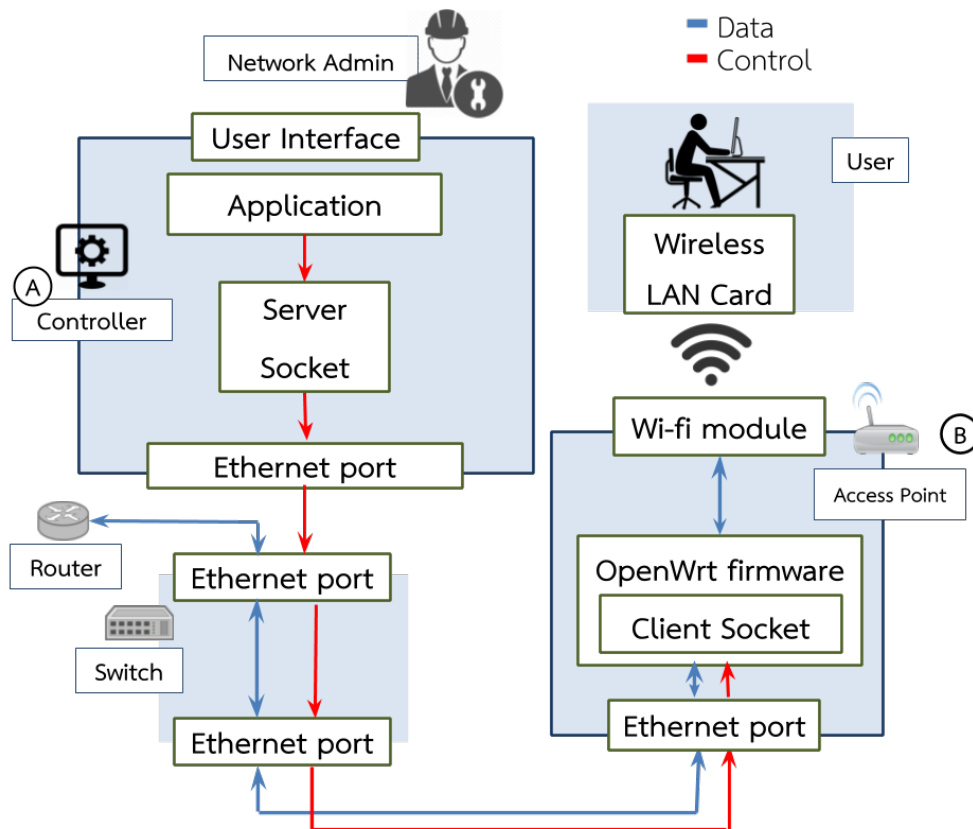 Data
Control
Network Admin
User Interface
Application
Server
Socket
A
Controller
Ethernet port
Router
Ethernet port
Switch
Ethernet port
User
Wireless
LAN Card
Wi-fi module
B
Access Point
OpenWrt firmware
Client Socket
Ethernet port